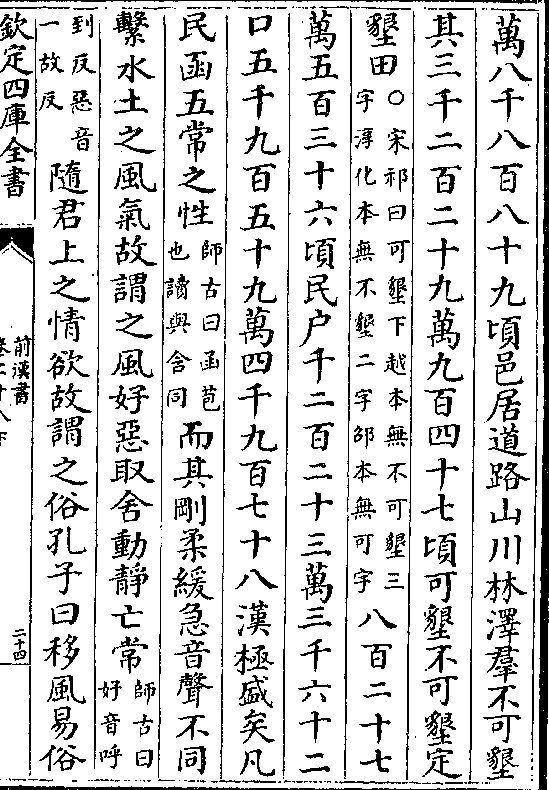 萬八千八百八十九頃邑居道路山川林澤羣不可墾
其三千二百二十九萬九百四十七頃可墾不可墾定
墾田○宋祁曰可墾下越本無不可墾三字淳化本無不墾二字邵本無可字八百二十七
萬五百三十六頃民户千二百二十三萬三千六十二
口五千九百五十九萬四千九百七十八漢極盛矣凡
民函五常之性師古曰函苞也讀與含同而其剛柔緩急音聲不同
繫水土之風氣故謂之風好惡取舍動靜亡常師古曰好音呼
到反惡音一故反隨君上之情欲故謂之俗孔子曰移風易俗
欽定四庫全書
前漢書
卷二十八下
二十四